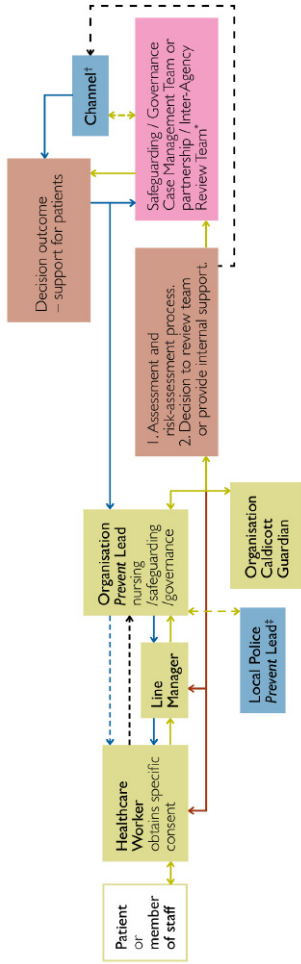 Patient
or
member
of staff
Healthcare
Worker
obtains specific
consent
Line
Manager
Organisation
Prevent Lead
nursing
/safeguarding
/governance
Local Police
Prevent Lead‡
Organisation
Caldicott
Guardian
1. Assessment and
risk-assessment process.
2. Decision to review team
or provide internal support.
Decision outcome
– support for patients
Channel†
Safeguarding / Governance
Case Management Team or
partnership / Inter-Agency
Review Team*